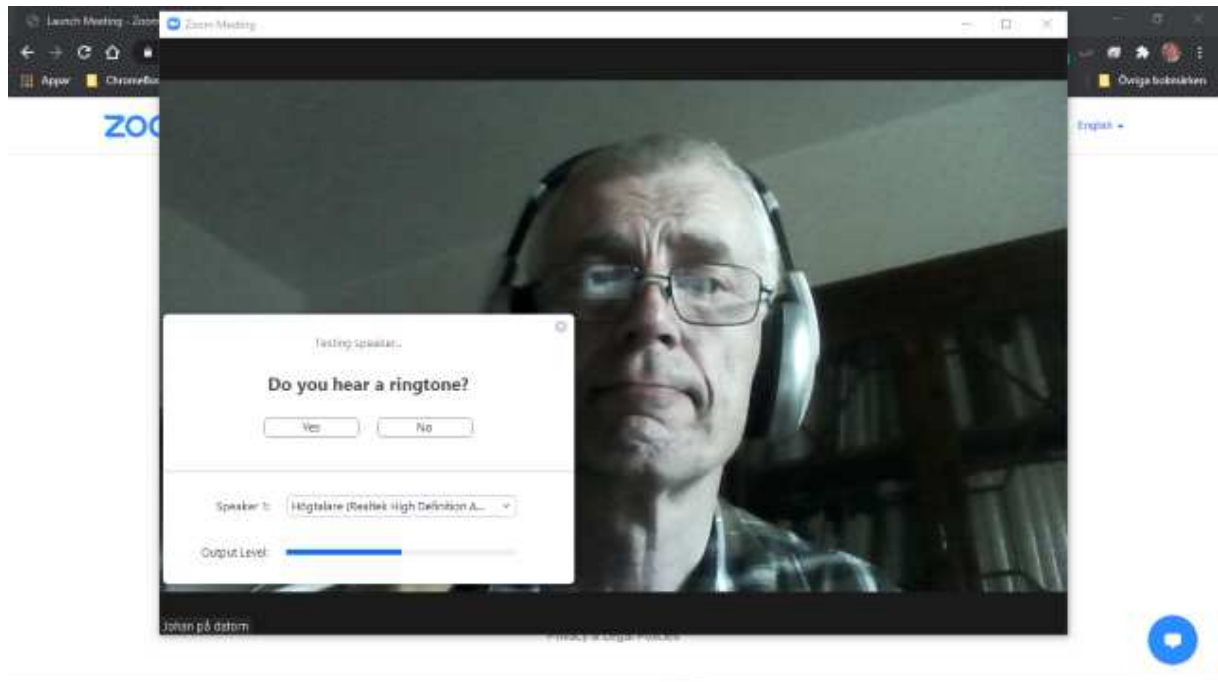 Launch Meeting - Zoom
Zoom Meeting
Appar
Övriga bokmärken
ZOO
English
Testing speaker...
Do you hear a ringtone?
Yes
No
Speaker 1:
Högtalare (Realtek High Definition A...
Output Level:
Johan på datorn
Privacy & Legal Policies